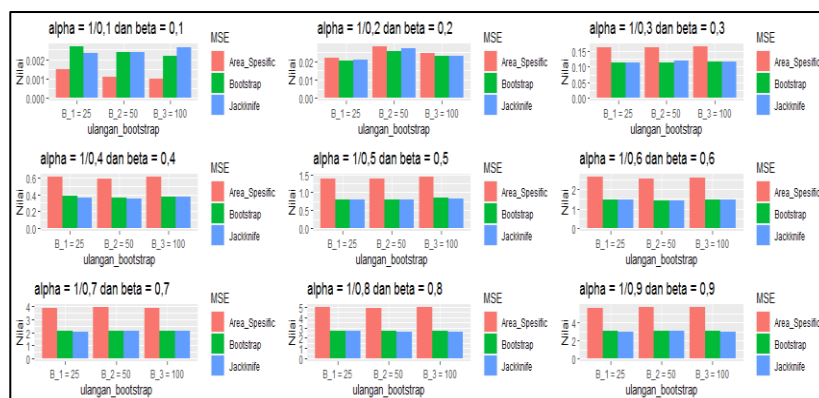 alpha = 1/0,1 dan beta = 0,1
Nilai
0.002
0.001
0.000
B_1 = 25 B_2 = 50 B_3 = 100
ulangan_bootstrap
MSE
Area_Spesific
Bootstrap
Jackknife
alpha = 1/0,2 dan beta = 0,2
Nilai
0.02
0.01
0.00
B_1 = 25 B_2 = 50 B_3 = 100
ulangan_bootstrap
MSE
Area_Spesific
Bootstrap
Jackknife
alpha = 1/0,3 dan beta = 0,3
Nilai
0.15
0.10
0.05
0.00
B_1 = 25 B_2 = 50 B_3 = 100
ulangan_bootstrap
MSE
Area_Spesific
Bootstrap
Jackknife
alpha = 1/0,4 dan beta = 0,4
Nilai
0.6
0.4
0.2
0.0
B_1 = 25 B_2 = 50 B_3 = 100
ulangan_bootstrap
MSE
Area_Spesific
Bootstrap
Jackknife
alpha = 1/0,5 dan beta = 0,5
Nilai
1.5
1.0
0.5
0.0
B_1 = 25 B_2 = 50 B_3 = 100
ulangan_bootstrap
MSE
Area_Spesific
Bootstrap
Jackknife
alpha = 1/0,6 dan beta = 0,6
Nilai
2
1
0
B_1 = 25 B_2 = 50 B_3 = 100
ulangan_bootstrap
MSE
Area_Spesific
Bootstrap
Jackknife
alpha = 1/0,7 dan beta = 0,7
Nilai
4
3
2
1
0
B_1 = 25 B_2 = 50 B_3 = 100
ulangan_bootstrap
MSE
Area_Spesific
Bootstrap
Jackknife
alpha = 1/0,8 dan beta = 0,8
Nilai
5
4
3
2
1
0
B_1 = 25 B_2 = 50 B_3 = 100
ulangan_bootstrap
MSE
Area_Spesific
Bootstrap
Jackknife
alpha = 1/0,9 dan beta = 0,9
Nilai
4
2
0
B_1 = 25 B_2 = 50 B_3 = 100
ulangan_bootstrap
MSE
Area_Spesific
Bootstrap
Jackknife